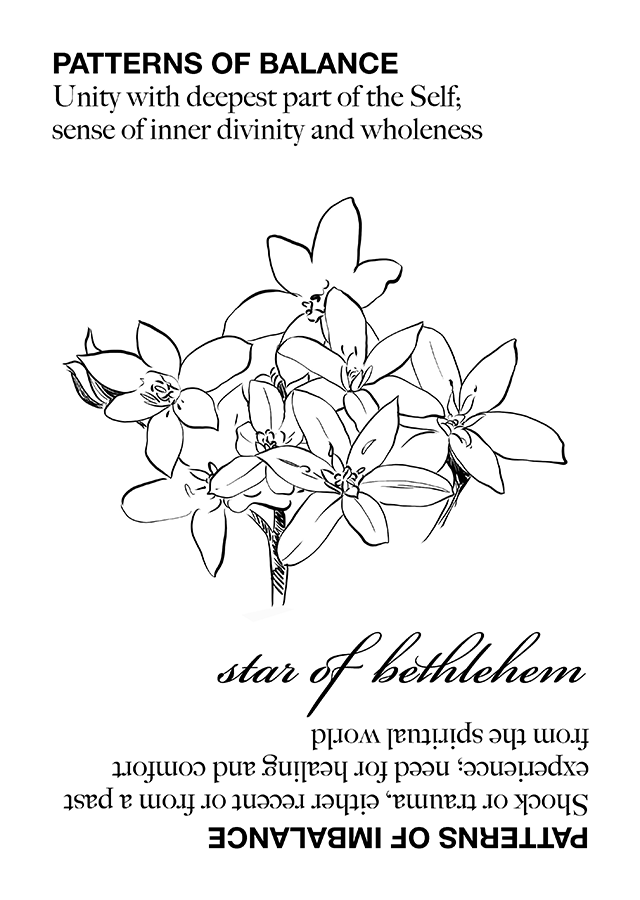 PATTERNS OF BALANCE
Unity with deepest part of the Self;
sense of inner divinity and wholeness
star of bethlehem
PATTERNS OF IMBALANCE
Shock or trauma, either recent or from a past
experience; need for healing and comfort
from the spiritual world